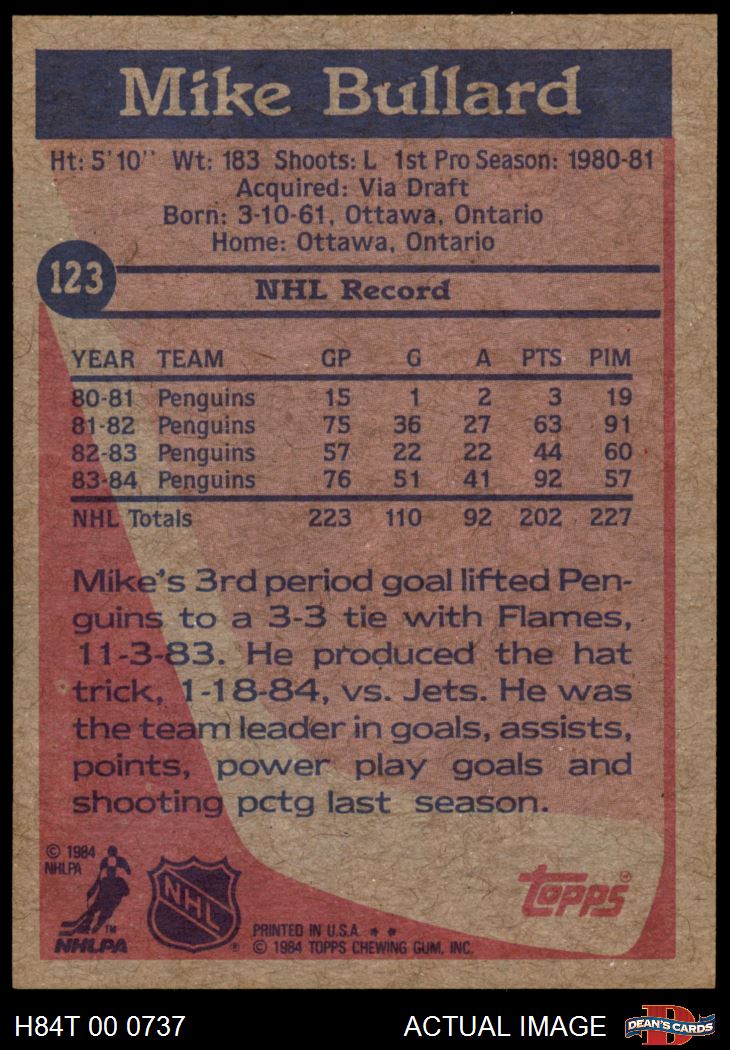 Mike Bullard
Ht: 5'10'' Wt: 183 Shoots: L 1st Pro Season: 1980-81
Acquired: Via Draft
Born: 3-10-61, Ottawa, Ontario
Home: Ottawa, Ontario
123
NHL Record
YEAR TEAM GP G A PTS PIM
80-81 Penguins 15 1 2 3 19
81-82 Penguins 75 36 27 63 91
82-83 Penguins 57 22 22 44 60
83-84 Penguins 76 51 41 92 57
NHL Totals 223 110 92 202 227
Mike's 3rd period goal lifted Pen-
guins to a 3-3 tie with Flames,
11-3-83. He produced the hat
trick, 1-18-84, vs. Jets. He was
the team leader in goals, assists,
points, power play goals and
shooting pctg last season.
© 1984
NHLPA
TM
NHLPA
NHL ®
TOPPS ®
PRINTED IN U.S.A. * *
© 1984 TOPPS CHEWING GUM, INC.
H84T 00 0737 ACTUAL IMAGE
D
DEAN'S CARDS